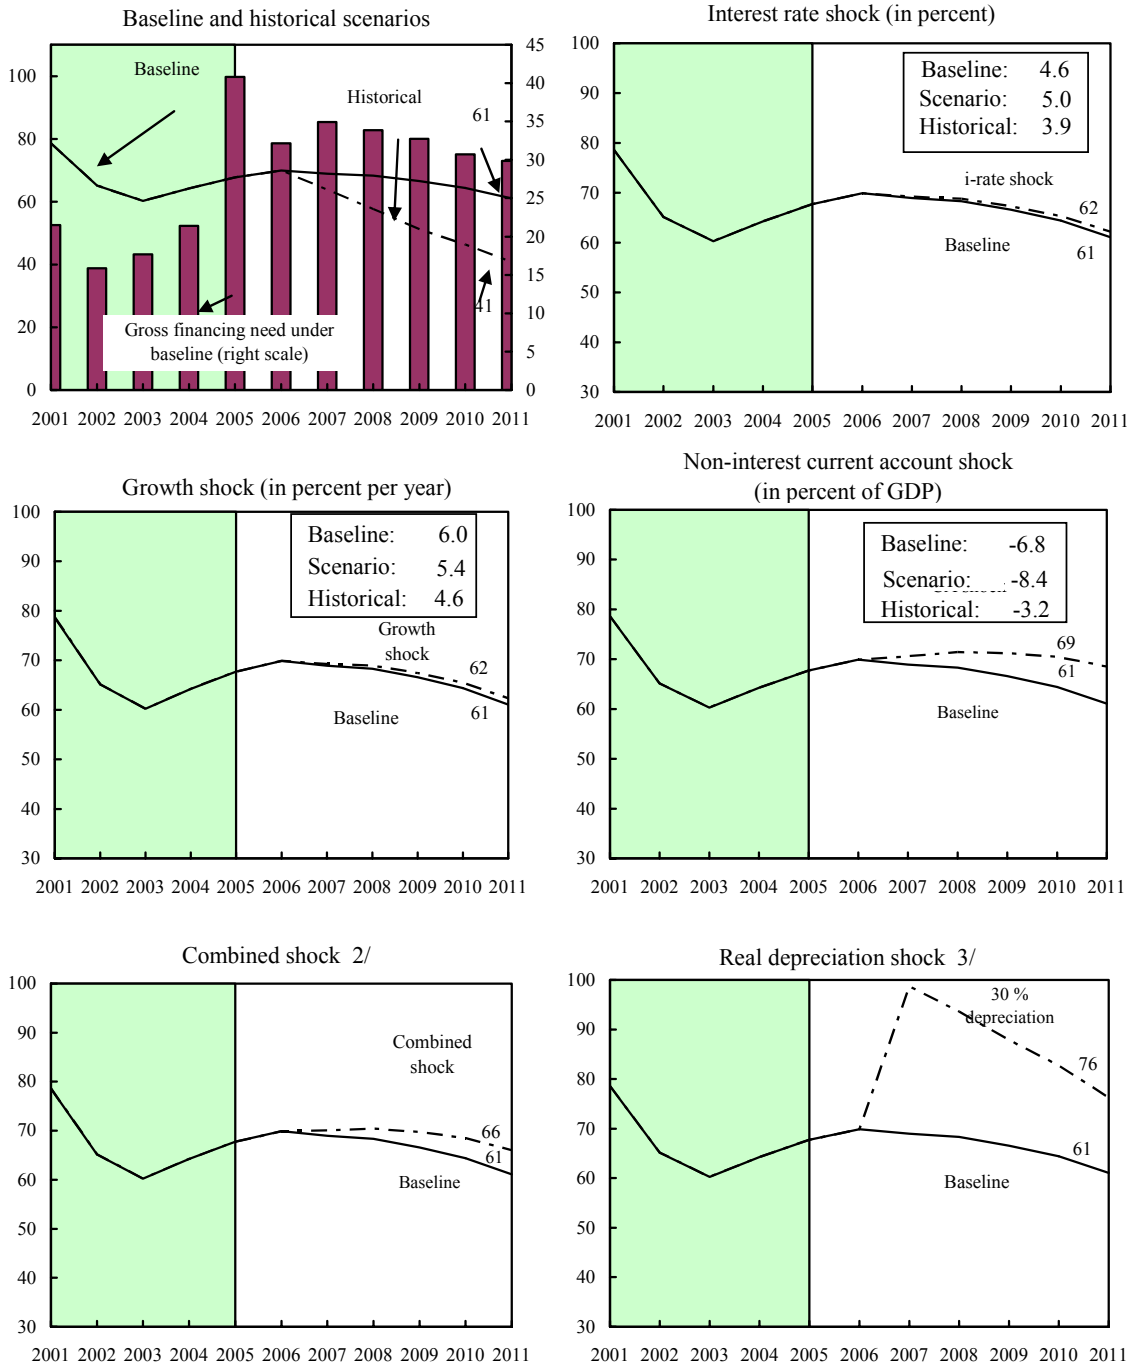 Baseline and historical scenarios
45
100
80
60
40
20
0
40
35
30
25
20
15
10
5
0
Baseline
Historical
61
41
Gross financing need under
baseline (right scale)
2001 2002 2003 2004 2005 2006 2007 2008 2009 2010 2011
Interest rate shock (in percent)
100
90
80
70
60
50
40
30
Baseline: 4.6
Scenario: 5.0
Historical: 3.9
i-rate shock
62
Baseline
61
2001 2002 2003 2004 2005 2006 2007 2008 2009 2010 2011
Growth shock (in percent per year)
100
90
80
70
60
50
40
30
Baseline: 6.0
Scenario: 5.4
Historical: 4.6
Growth
shock
62
61
Baseline
2001 2002 2003 2004 2005 2006 2007 2008 2009 2010 2011
Non-interest current account shock
(in percent of GDP)
100
90
80
70
60
50
40
30
Baseline: -6.8
Scenario: -8.4
Historical: -3.2
69
61
Baseline
2001 2002 2003 2004 2005 2006 2007 2008 2009 2010 2011
Combined shock 2/
100
90
80
70
60
50
40
30
Combined
shock
66
61
Baseline
2001 2002 2003 2004 2005 2006 2007 2008 2009 2010 2011
Real depreciation shock 3/
100
90
80
70
60
50
40
30
30 %
depreciation
76
61
Baseline
2001 2002 2003 2004 2005 2006 2007 2008 2009 2010 2011